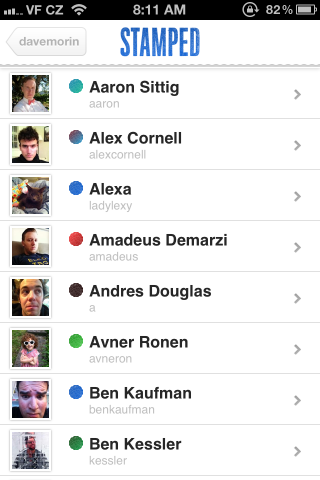 VF CZ 8:11 AM 82%
davemorin STAMPED
Aaron Sittig
aaron
Alex Cornell
alexcornell
Alexa
ladylexy
Amadeus Demarzi
amadeus
Andres Douglas
a
Avner Ronen
avneron
Ben Kaufman
benkaufman
Ben Kessler
kessler